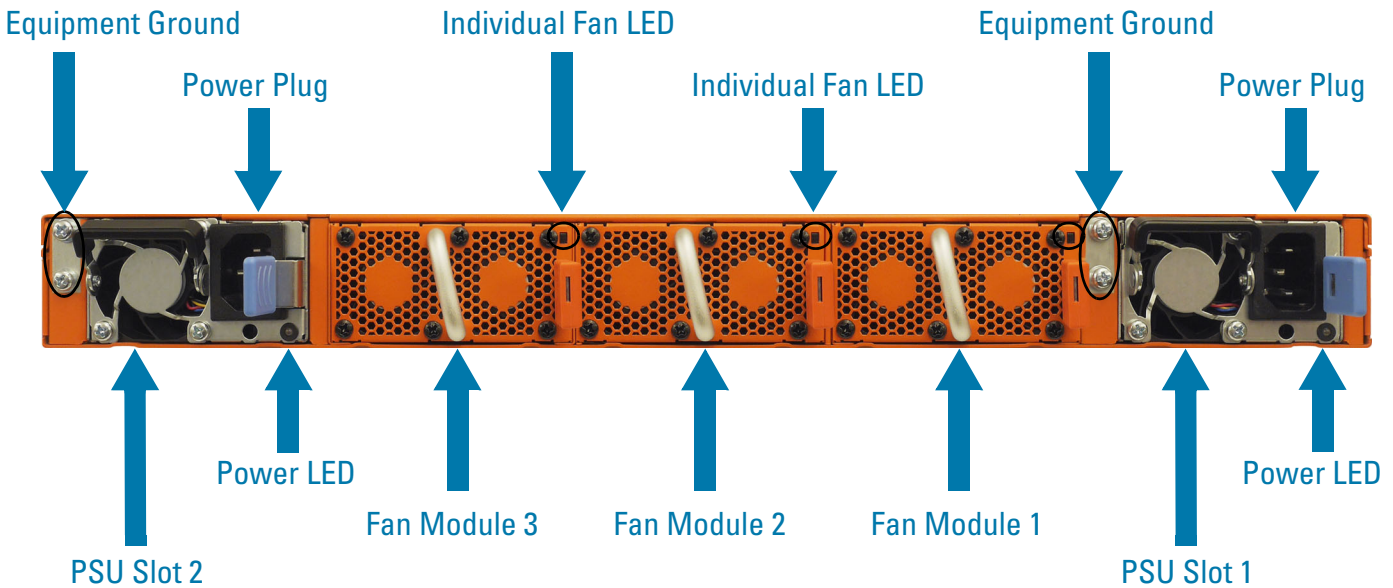 Equipment Ground
Individual Fan LED
Equipment Ground
Power Plug
Individual Fan LED
Power Plug
Power LED
Power LED
Fan Module 3
Fan Module 2
Fan Module 1
PSU Slot 2
PSU Slot 1